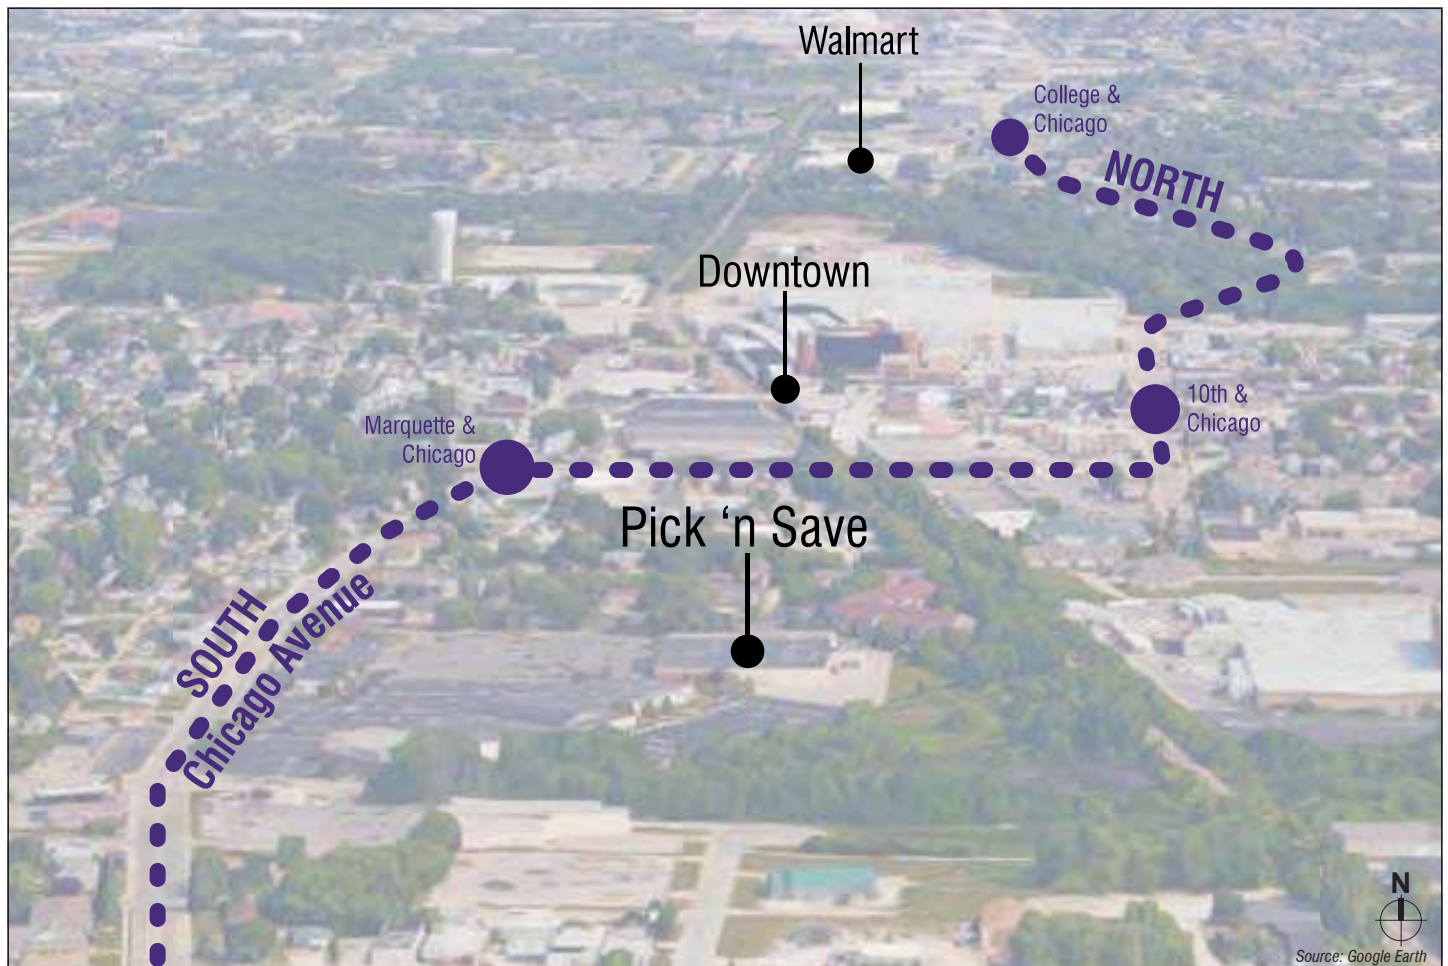 Walmart
College &
Chicago
NORTH
Downtown
10th &
Chicago
Marquette &
Chicago
Pick ‘n Save
SOUTH
Chicago Avenue
N
Source: Google Earth